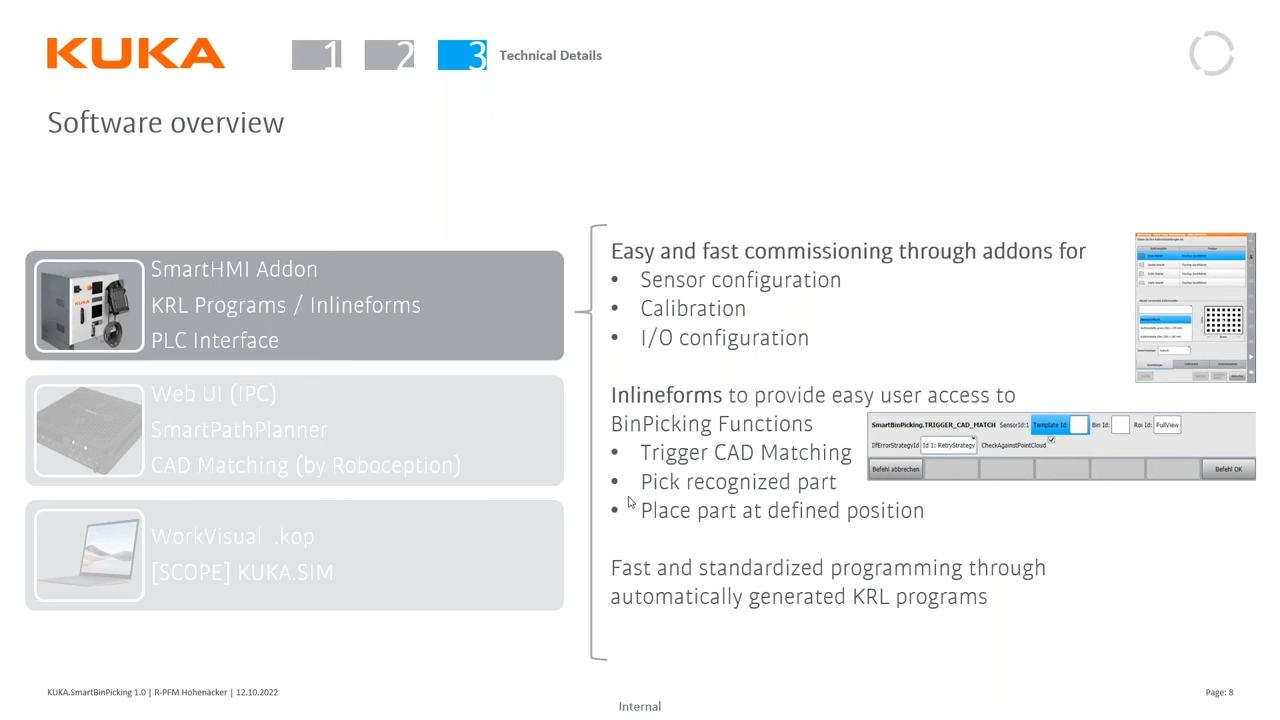 KUKA
1
2
3
Technical Details
Software overview
SmartHMI Addon
KRL Programs / Inlineforms
PLC Interface
Web UI (IPC)
SmartPathPlanner
CAD Matching (by Roboception)
WorkVisual .kop
[SCOPE] KUKA.SIM
Easy and fast commissioning through addons for
• Sensor configuration
• Calibration
• I/O configuration
Inlineforms to provide easy user access to
BinPicking Functions
• Trigger CAD Matching
• Pick recognized part
• Place part at defined position
Fast and standardized programming through
automatically generated KRL programs
SmartBinPicking.TRIGGER_CAD_MATCH SensorId:1 Template Id: Bin Id: Roi Id: FullView
IfErrorStrategyId Id 1: RetryStrategy CheckAgainstPointCloud
Befehl abbrechen Befehl OK
KUKA.SmartBinPicking 1.0 | R-PFM Hohenäcker | 12.10.2022
Internal
Page: 8